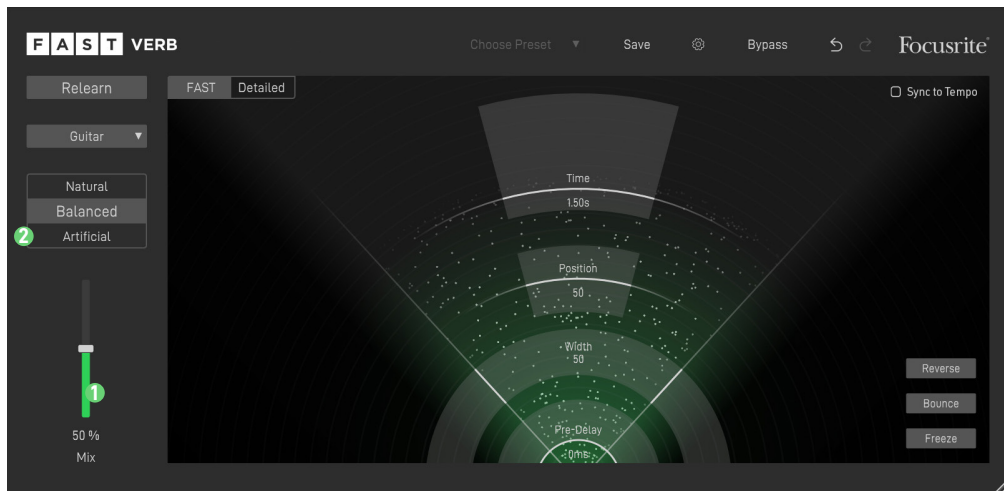 FAST VERB
Choose Preset ▼
Save
Bypass
Focusrite
Relearn
FAST
Detailed
Sync to Tempo
Guitar ▼
Natural
Balanced
Artificial
2
Time
1.50s
Position
50
Width
50
Pre-Delay
0ms
1
50 %
Mix
Reverse
Bounce
Freeze